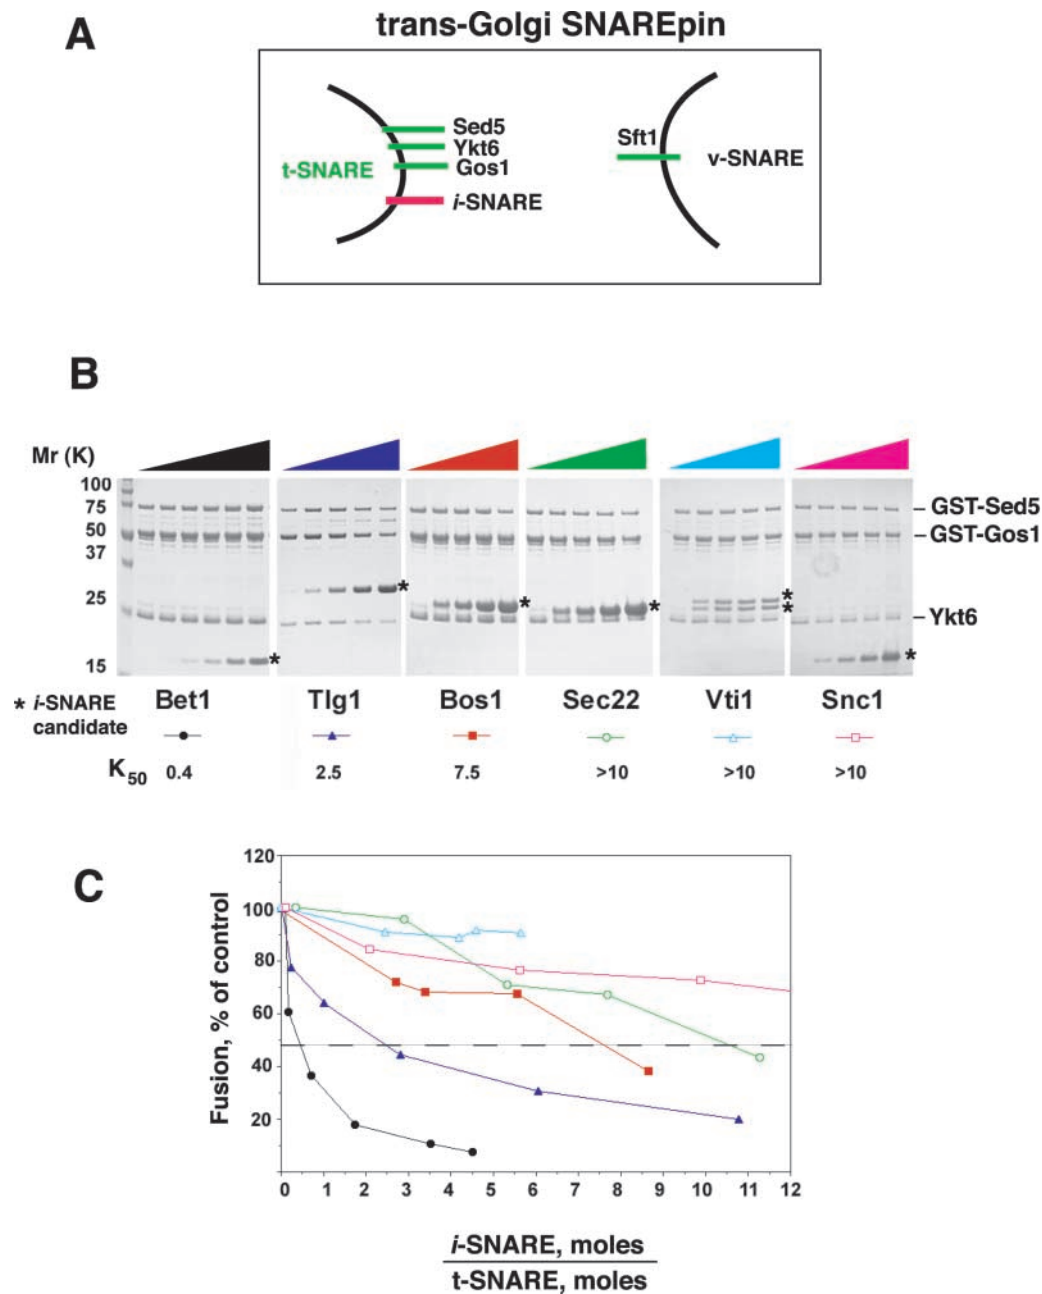 A
trans-Golgi SNAREpin
Sed5
Ykt6
Gos1
t-SNARE
i-SNARE
Sft1
v-SNARE
B
Mr (K)
100
75
50
37
25
15
GST-Sed5
GST-Gos1
Ykt6
*
*
*
*
*
*
*
* i-SNARE
candidate
Bet1 Tlg1 Bos1 Sec22 Vti1 Snc1
K50 0.4 2.5 7.5 >10 >10 >10
C
Fusion, % of control
120
100
80
60
40
20
0 1 2 3 4 5 6 7 8 9 10 11 12
i-SNARE, moles
t-SNARE, moles